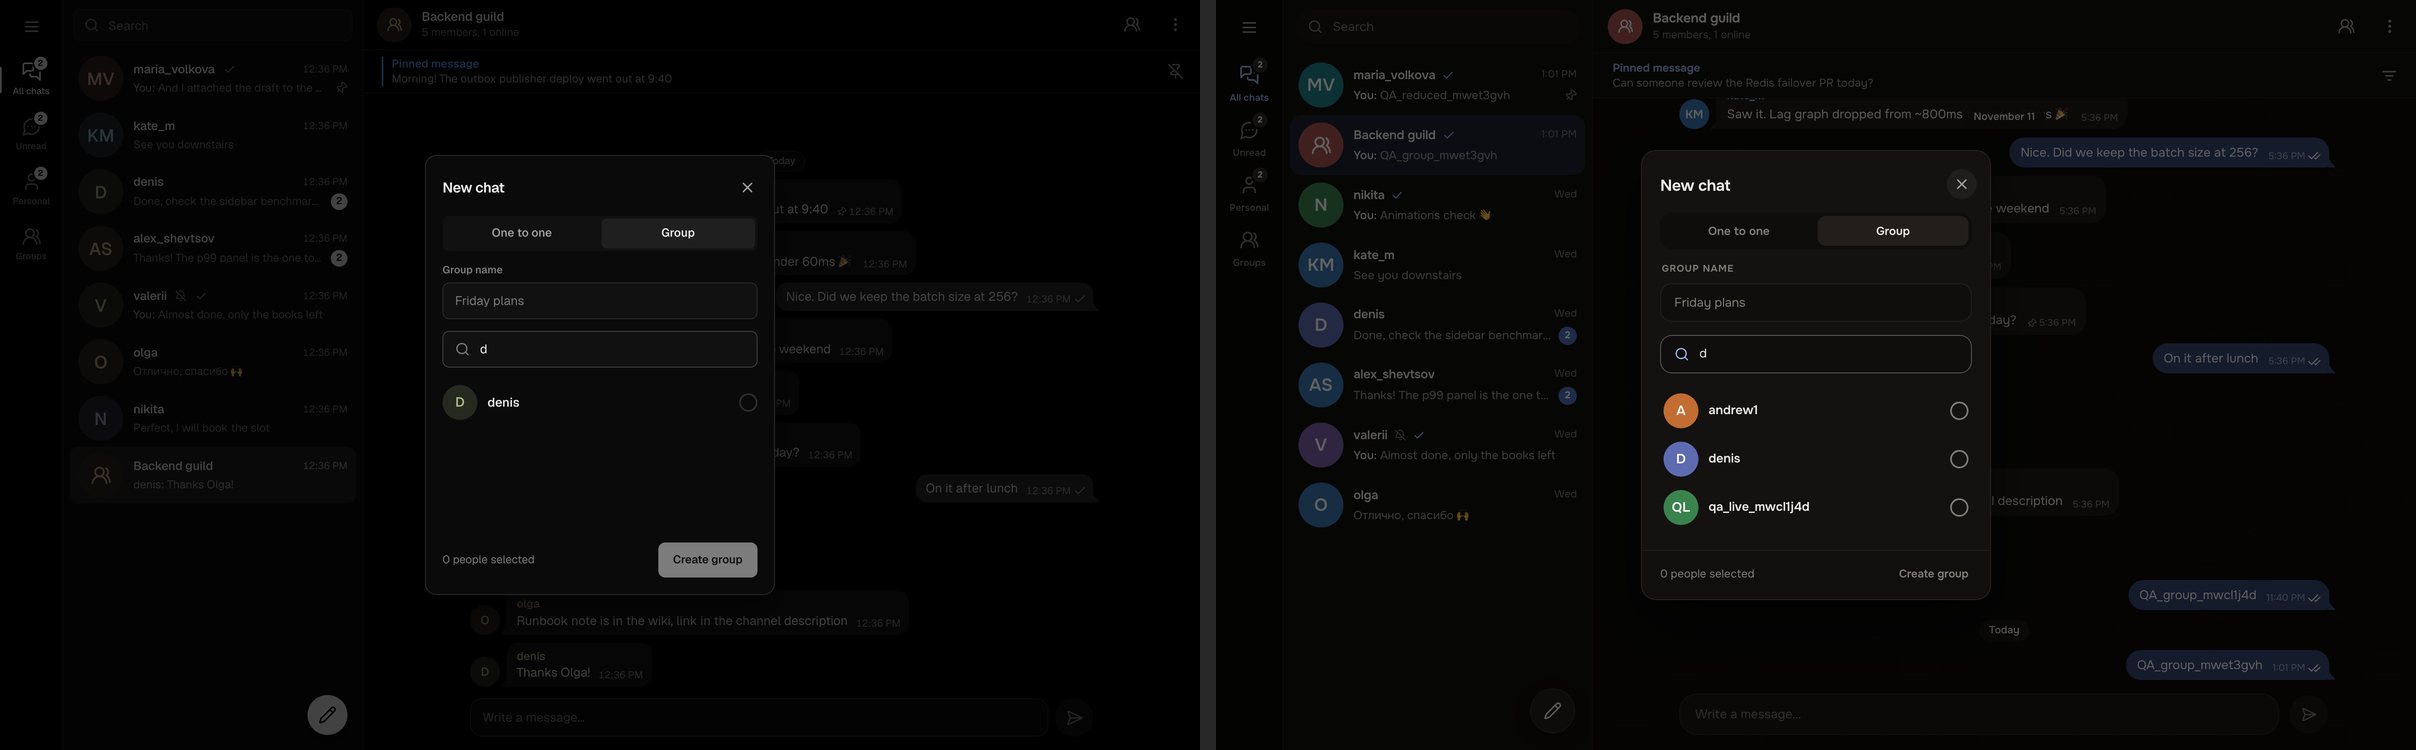 Search
2
All chats
2
Unread
2
Personal
Groups
MV
maria_volkova
12:36 PM
You: And I attached the draft to the ...
KM
kate_m
12:36 PM
See you downstairs
D
denis
12:36 PM
Done, check the sidebar benchmar...
2
AS
alex_shevtsov
12:36 PM
Thanks! The p99 panel is the one to...
2
V
valerii
12:36 PM
You: Almost done, only the books left
O
olga
12:36 PM
Отлично, спасибо 🙌
N
nikita
12:36 PM
Perfect, I will book the slot
Backend guild
12:36 PM
denis: Thanks Olga!
Backend guild
5 members, 1 online
Pinned message
Morning! The outbox publisher deploy went out at 9:40
oday
ut at 9:40 12:36 PM
nder 60ms 🎉 12:36 PM
Nice. Did we keep the batch size at 256? 12:36 PM
weekend 12:36 PM
PM
day? 12:36 PM
On it after lunch 12:36 PM
olga
O
Runbook note is in the wiki, link in the channel description 12:36 PM
denis
D
Thanks Olga! 12:36 PM
Write a message...
New chat
One to one
Group
Group name
Friday plans
d
D
denis
0 people selected
Create group
Search
2
All chats
2
Unread
2
Personal
Groups
MV
maria_volkova
1:01 PM
You: QA_reduced_mwet3gvh
Backend guild
1:01 PM
You: QA_group_mwet3gvh
N
nikita
Wed
You: Animations check 👋
KM
kate_m
Wed
See you downstairs
D
denis
Wed
Done, check the sidebar benchmar...
2
AS
alex_shevtsov
Wed
Thanks! The p99 panel is the one t...
2
V
valerii
Wed
You: Almost done, only the books left
O
olga
Wed
Отлично, спасибо 🙌
Backend guild
5 members, 1 online
Pinned message
Can someone review the Redis failover PR today?
KM
Saw it. Lag graph dropped from ~800ms
November 11
's 🎉 5:36 PM
Nice. Did we keep the batch size at 256? 5:36 PM
weekend 5:36 PM
PM
day? 5:36 PM
On it after lunch 5:36 PM
l description 5:36 PM
QA_group_mwcl1j4d 11:40 PM
Today
QA_group_mwet3gvh 1:01 PM
Write a message...
New chat
One to one
Group
GROUP NAME
Friday plans
d
A
andrew1
D
denis
QL
qa_live_mwcl1j4d
0 people selected
Create group